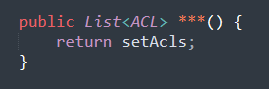 public List<ACL> ***() {
    return setAcls;
}